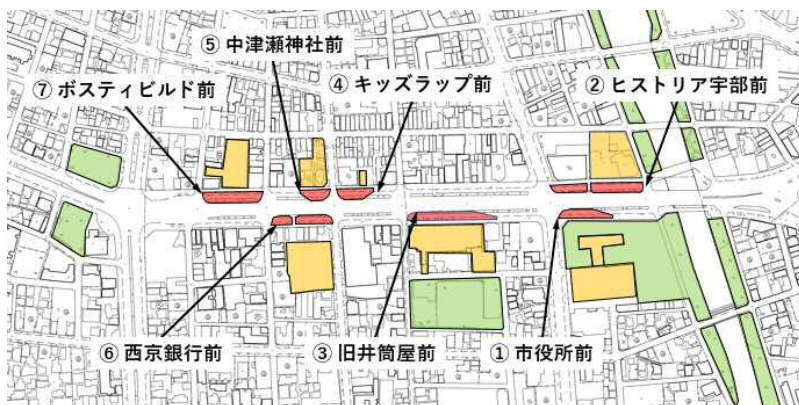 ⑤ 中津瀬神社前
⑦ ボスティビルド前
④ キッズラップ前
② ヒストリア宇部前
⑥ 西京銀行前
③ 旧井筒屋前
① 市役所前